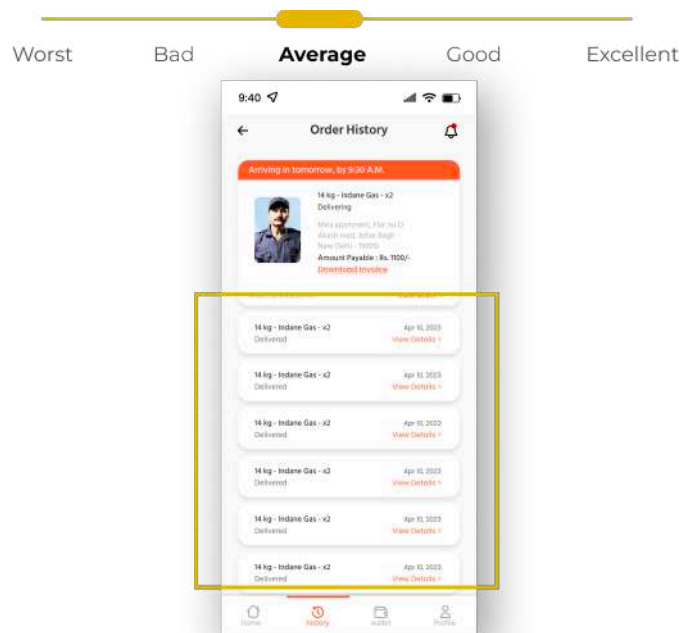 Worst Bad Average Good Excellent
9:40
Order History
Arriving in tomorrow, by 9:30 A.M.
14 kg - Indane Gas - x2
Delivering
Amount Payable : Rs. 1100/-
Download Invoice
14 kg - Indane Gas - x2 Apr 10, 2023
Delivered View Details >
14 kg - Indane Gas - x2 Apr 10, 2023
Delivered View Details >
14 kg - Indane Gas - x2 Apr 10, 2023
Delivered View Details >
14 kg - Indane Gas - x2 Apr 10, 2023
Delivered View Details >
14 kg - Indane Gas - x2 Apr 10, 2023
Delivered View Details >
14 kg - Indane Gas - x2 Apr 10, 2023
Delivered View Details >
Home history wallet Profile